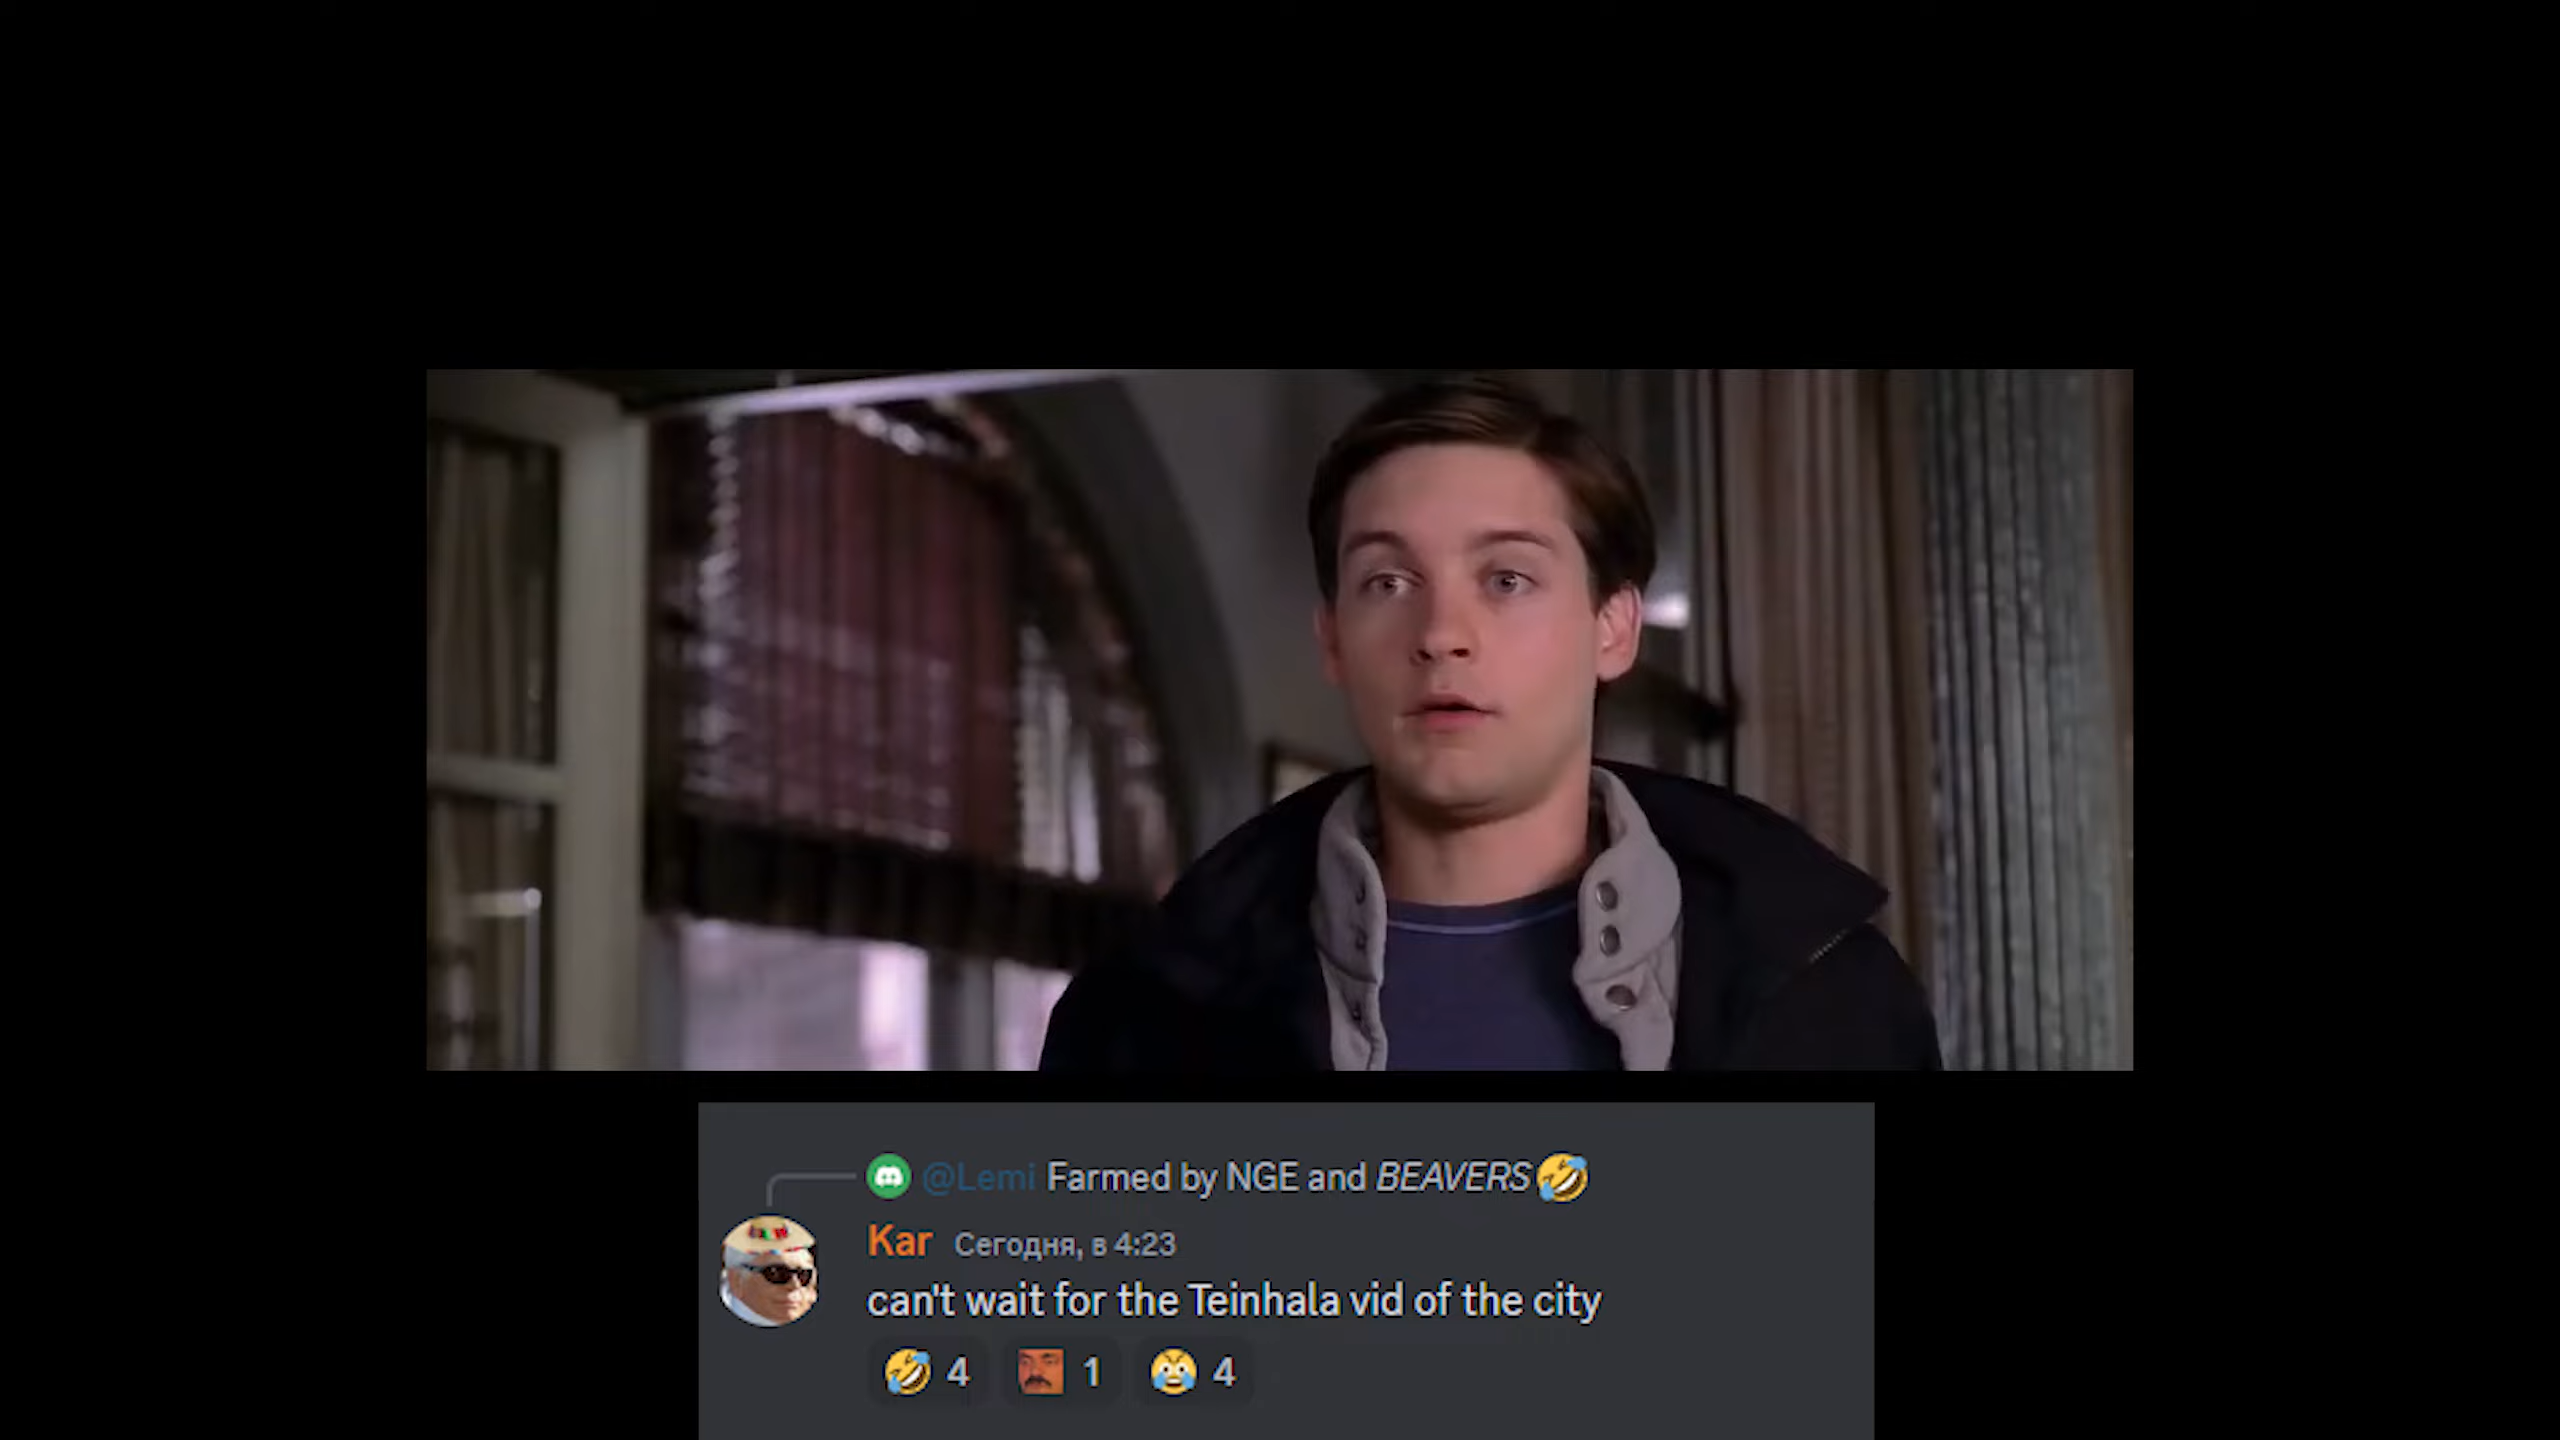 @Lemi Farmed by NGE and BEAVERS🤣
Kar Сегодня, в 4:23
can't wait for the Teinhala vid of the city
4 1 4